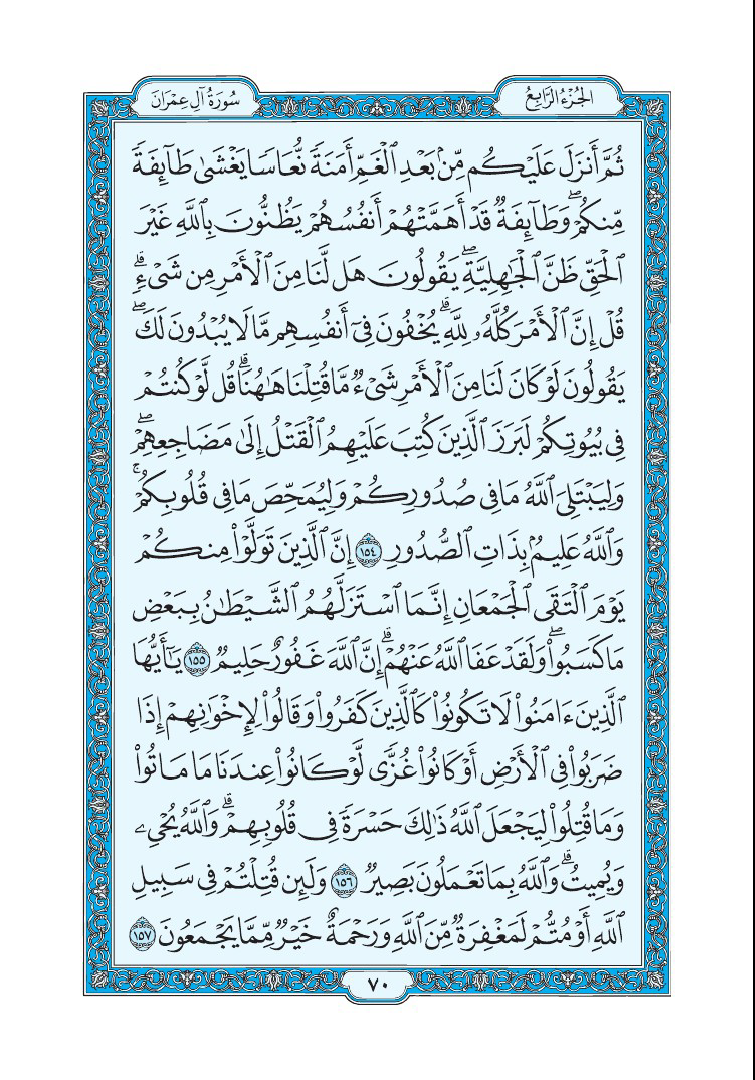 الجُزْءُ الرَّابِعُ
سُورَةُ آلِ عِمْرَانَ
ثُمَّ أَنزَلَ عَلَيْكُم مِّنۢ بَعْدِ ٱلْغَمِّ أَمَنَةً نُّعَاسًا يَغْشَىٰ طَآئِفَةً
مِّنكُمْۖ وَطَآئِفَةٌ قَدْ أَهَمَّتْهُمْ أَنفُسُهُمْ يَظُنُّونَ بِٱللَّهِ غَيْرَ
ٱلْحَقِّ ظَنَّ ٱلْجَٰهِلِيَّةِۖ يَقُولُونَ هَل لَّنَا مِنَ ٱلْأَمْرِ مِن شَىْءٍۗ
قُلْ إِنَّ ٱلْأَمْرَ كُلَّهُۥ لِلَّهِۗ يُخْفُونَ فِىٓ أَنفُسِهِم مَّا لَا يُبْدُونَ لَكَۖ
يَقُولُونَ لَوْ كَانَ لَنَا مِنَ ٱلْأَمْرِ شَىْءٌ مَّا قُتِلْنَا هَٰهُنَاۗ قُل لَّوْ كُنتُمْ
فِى بُيُوتِكُمْ لَبَرَزَ ٱلَّذِينَ كُتِبَ عَلَيْهِمُ ٱلْقَتْلُ إِلَىٰ مَضَاجِعِهِمْۖ
وَلِيَبْتَلِىَ ٱللَّهُ مَا فِى صُدُورِكُمْ وَلِيُمَحِّصَ مَا فِى قُلُوبِكُمْۚ
وَٱللَّهُ عَلِيمٌۢ بِذَاتِ ٱلصُّدُورِ ١٥٤ إِنَّ ٱلَّذِينَ تَوَلَّوْا۟ مِنكُمْ
يَوْمَ ٱلْتَقَى ٱلْجَمْعَانِ إِنَّمَا ٱسْتَزَلَّهُمُ ٱلشَّيْطَٰنُ بِبَعْضِ
مَا كَسَبُوا۟ۖ وَلَقَدْ عَفَا ٱللَّهُ عَنْهُمْۗ إِنَّ ٱللَّهَ غَفُورٌ حَلِيمٌ ١٥٥ يَٰٓأَيُّهَا
ٱلَّذِينَ ءَامَنُوا۟ لَا تَكُونُوا۟ كَٱلَّذِينَ كَفَرُوا۟ وَقَالُوا۟ لِإِخْوَٰنِهِمْ إِذَا
ضَرَبُوا۟ فِى ٱلْأَرْضِ أَوْ كَانُوا۟ غُزًّى لَّوْ كَانُوا۟ عِندَنَا مَا مَاتُوا۟
وَمَا قُتِلُوا۟ لِيَجْعَلَ ٱللَّهُ ذَٰلِكَ حَسْرَةً فِى قُلُوبِهِمْۗ وَٱللَّهُ يُحْىِۦ
وَيُمِيتُۗ وَٱللَّهُ بِمَا تَعْمَلُونَ بَصِيرٌ ١٥٦ وَلَئِن قُتِلْتُمْ فِى سَبِيلِ
ٱللَّهِ أَوْ مُتُّمْ لَمَغْفِرَةٌ مِّنَ ٱللَّهِ وَرَحْمَةٌ خَيْرٌ مِّمَّا يَجْمَعُونَ ١٥٧
٧٠